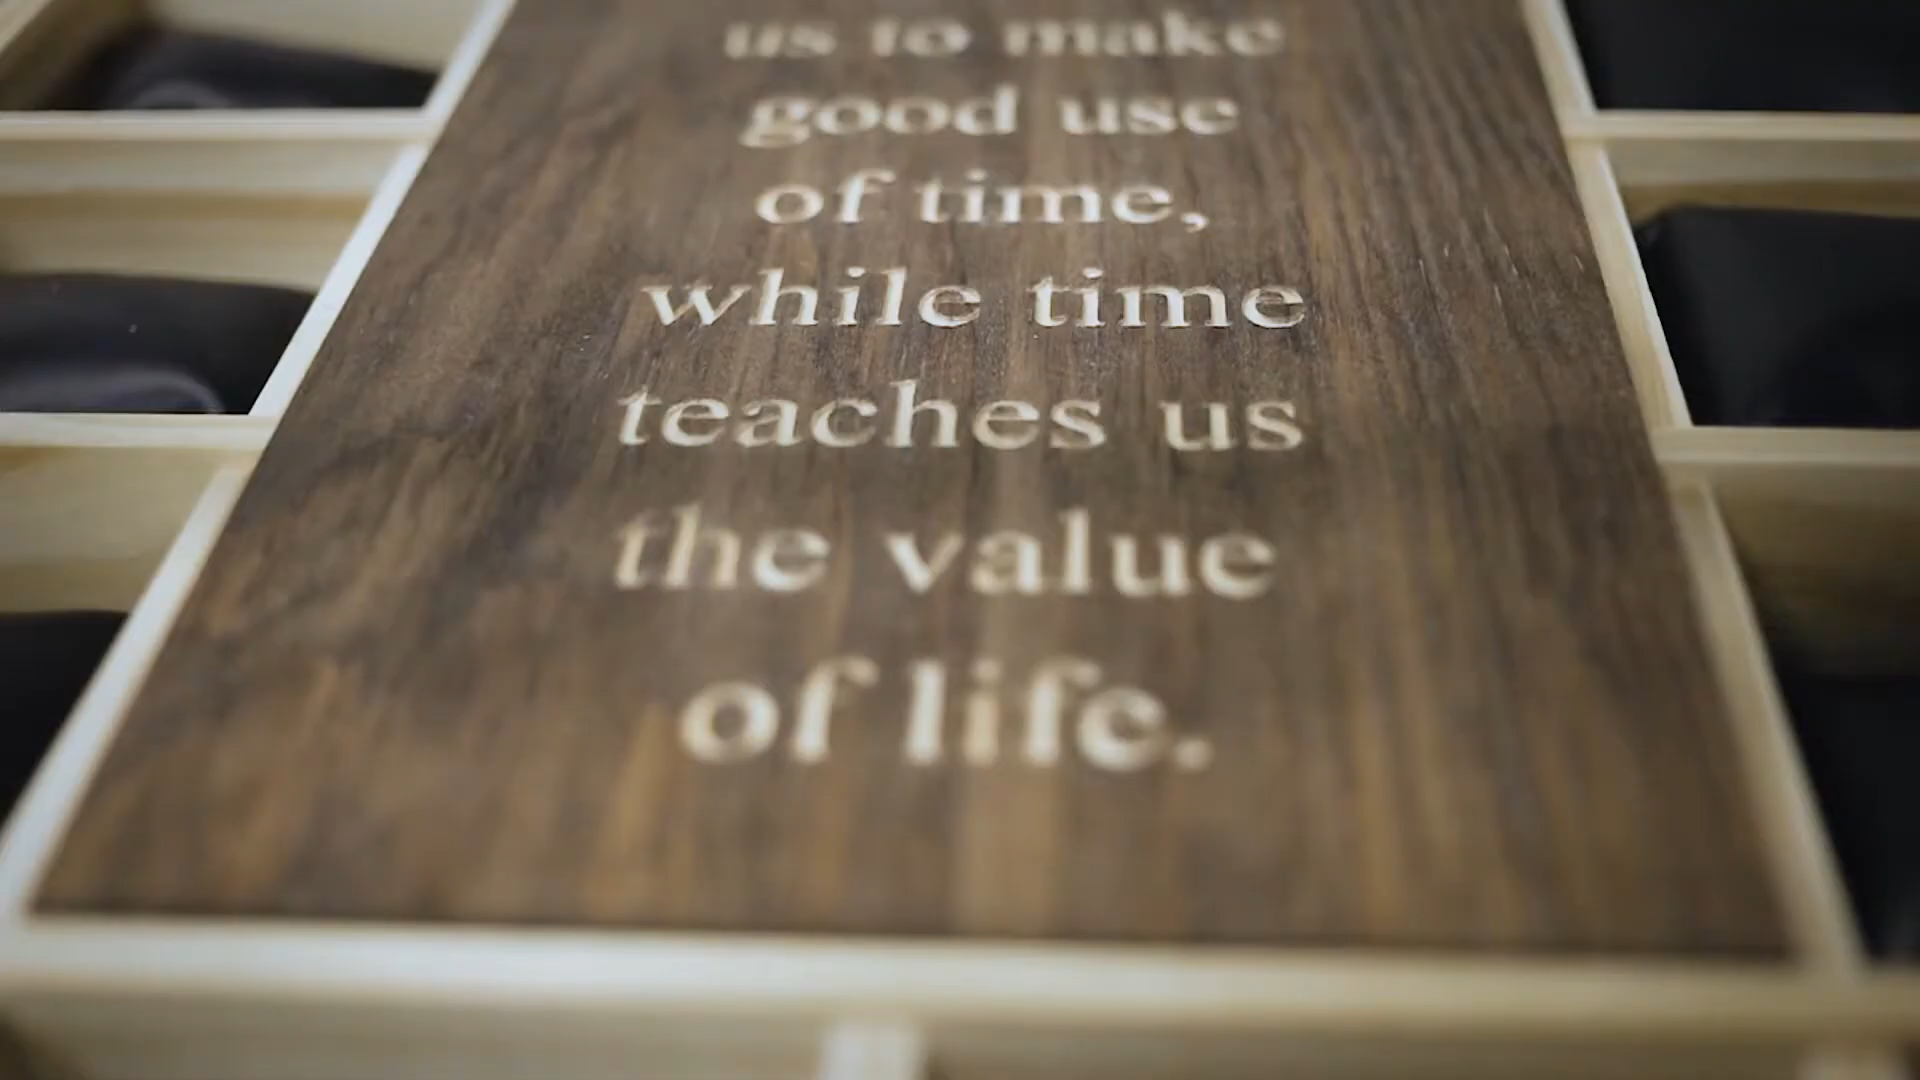 us to make
good use
of time,
while time
teaches us
the value
of life.